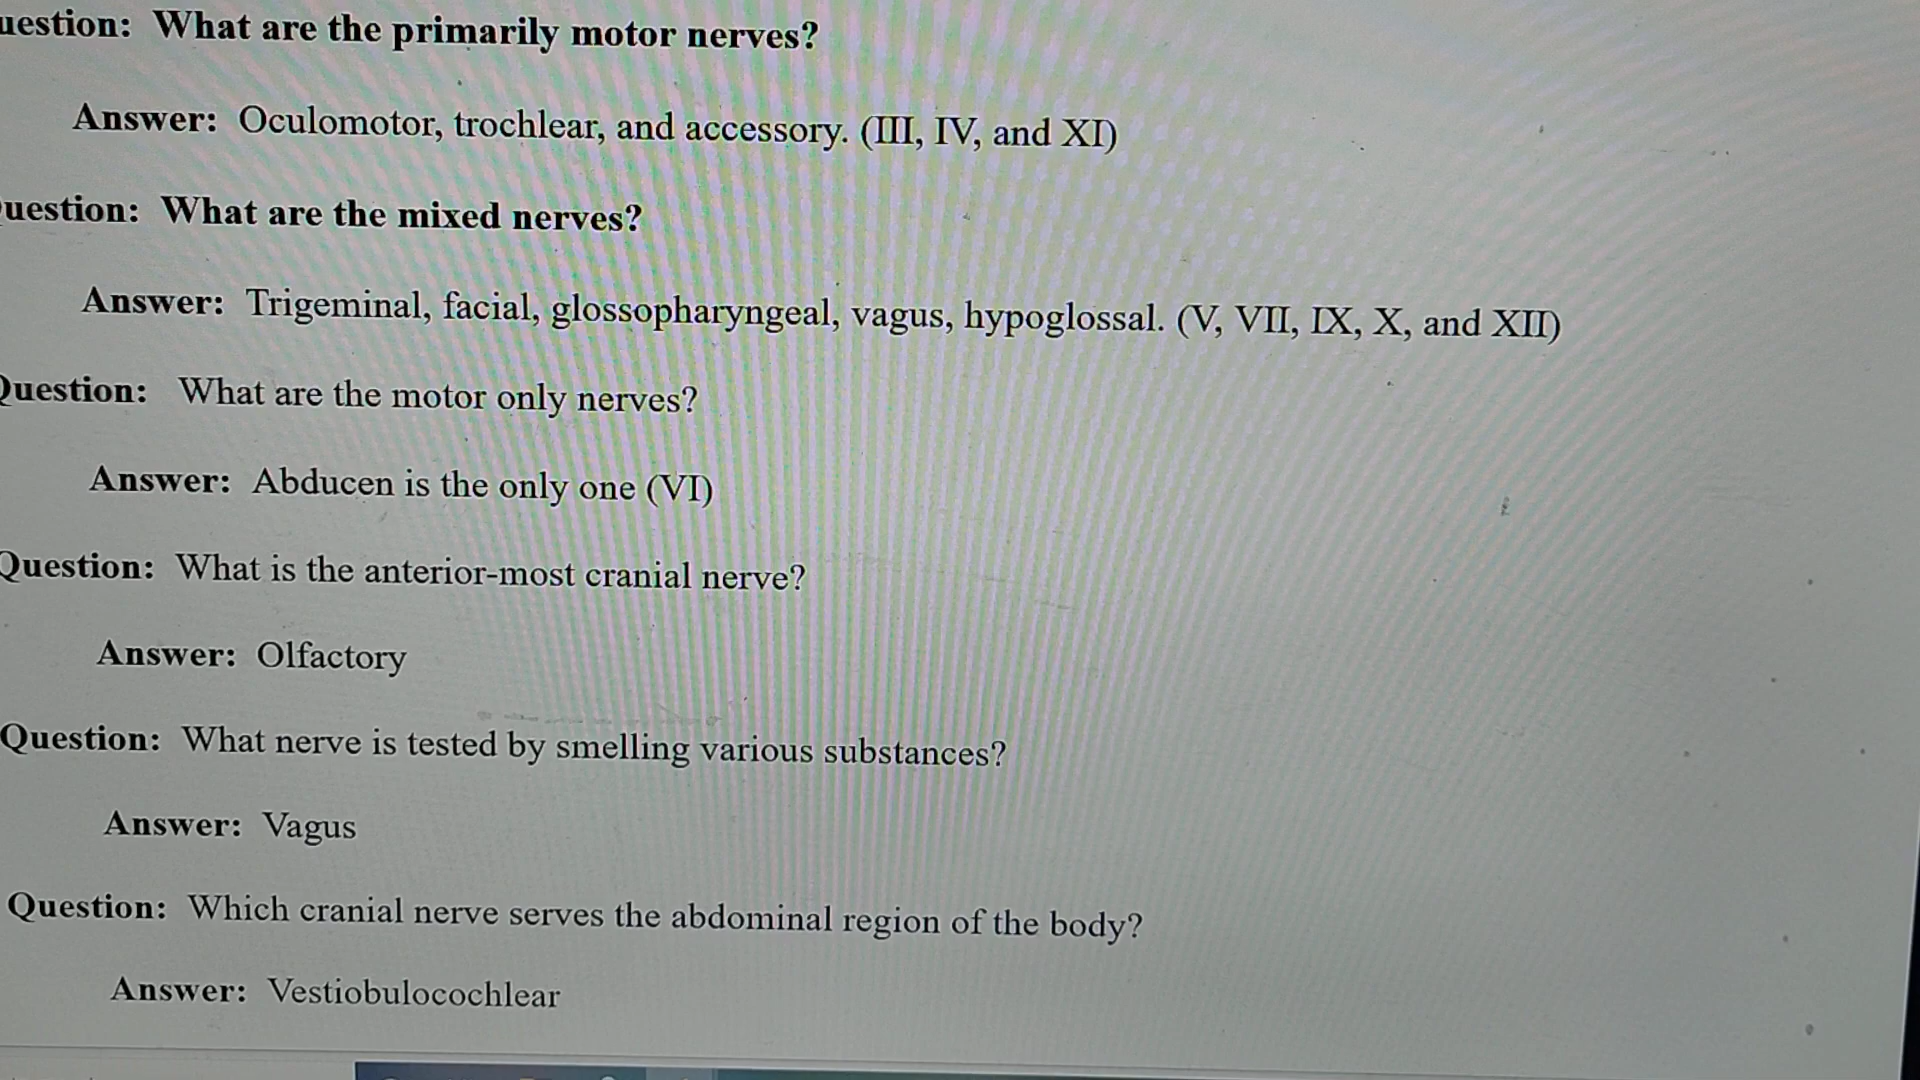 uestion: What are the primarily motor nerves?
Answer: Oculomotor, trochlear, and accessory. (III, IV, and XI)
uestion: What are the mixed nerves?
Answer: Trigeminal, facial, glossopharyngeal, vagus, hypoglossal. (V, VII, IX, X, and XII)
Question: What are the motor only nerves?
Answer: Abducen is the only one (VI)
Question: What is the anterior-most cranial nerve?
Answer: Olfactory
Question: What nerve is tested by smelling various substances?
Answer: Vagus
Question: Which cranial nerve serves the abdominal region of the body?
Answer: Vestiobulocochlear